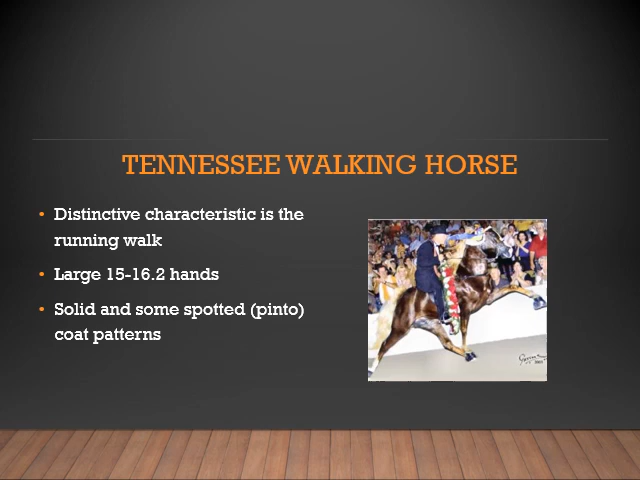 TENNESSEE WALKING HORSE
• Distinctive characteristic is the
running walk
• Large 15-16.2 hands
• Solid and some spotted (pinto)
coat patterns